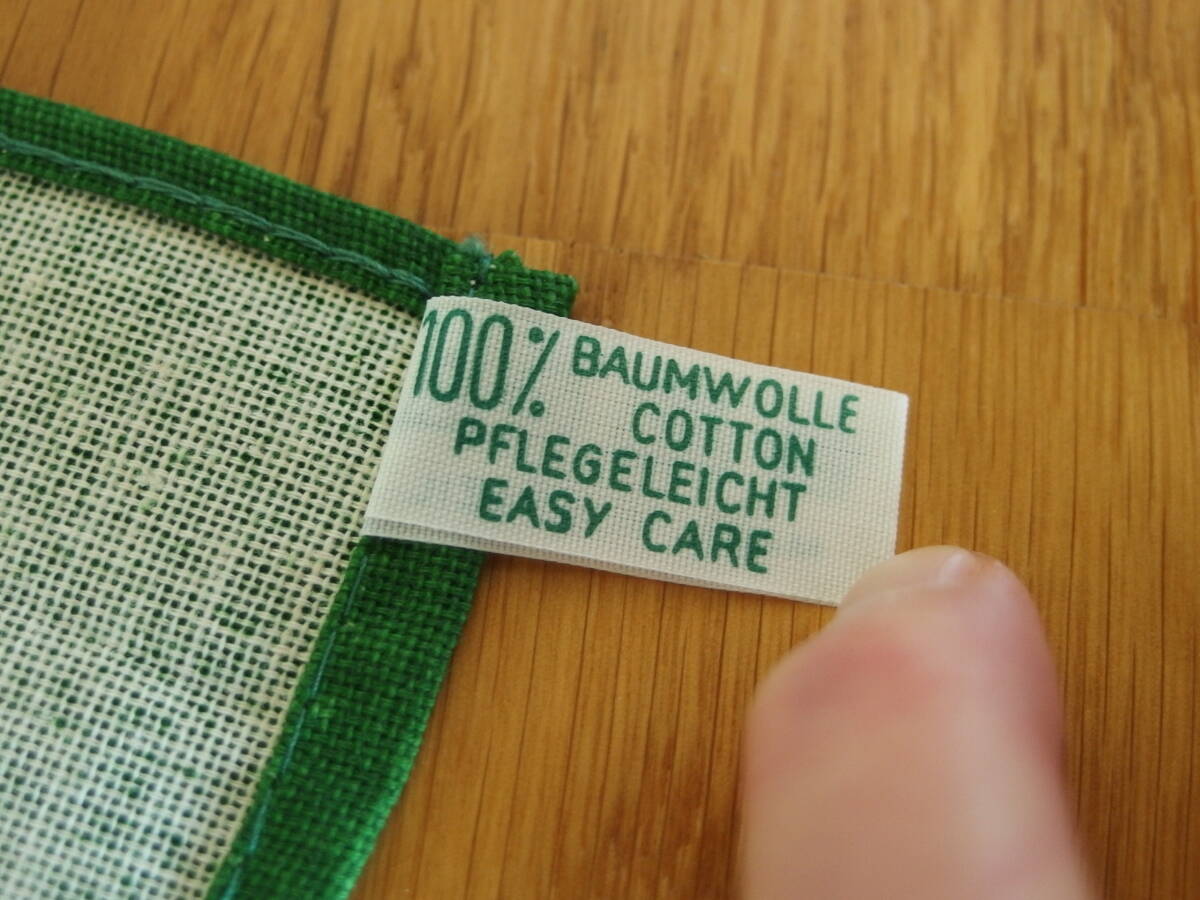 100% BAUMWOLLE
COTTON
PFLEGELEICHT
EASY CARE